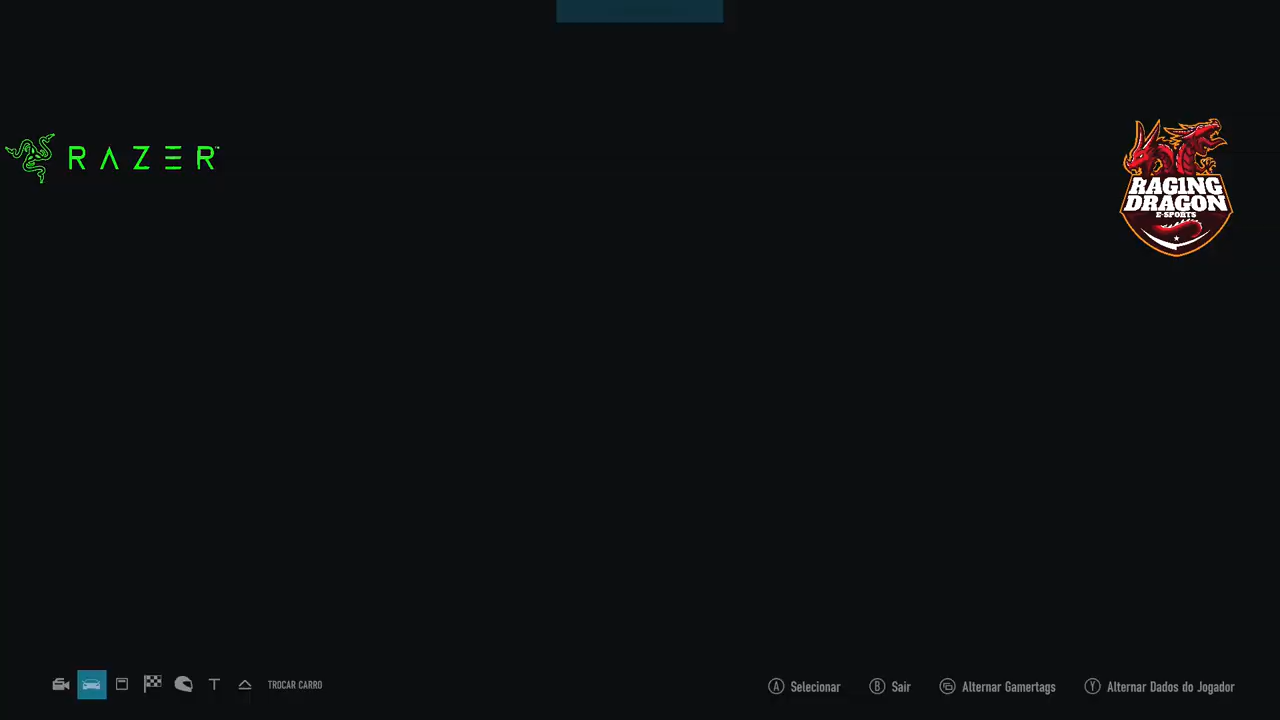 RAZER
RAGING
DRAGON
E-SPORTS
T
TROCAR CARRO
A Selecionar
B Sair
Alternar Gamertags
Y Alternar Dados do Jogador